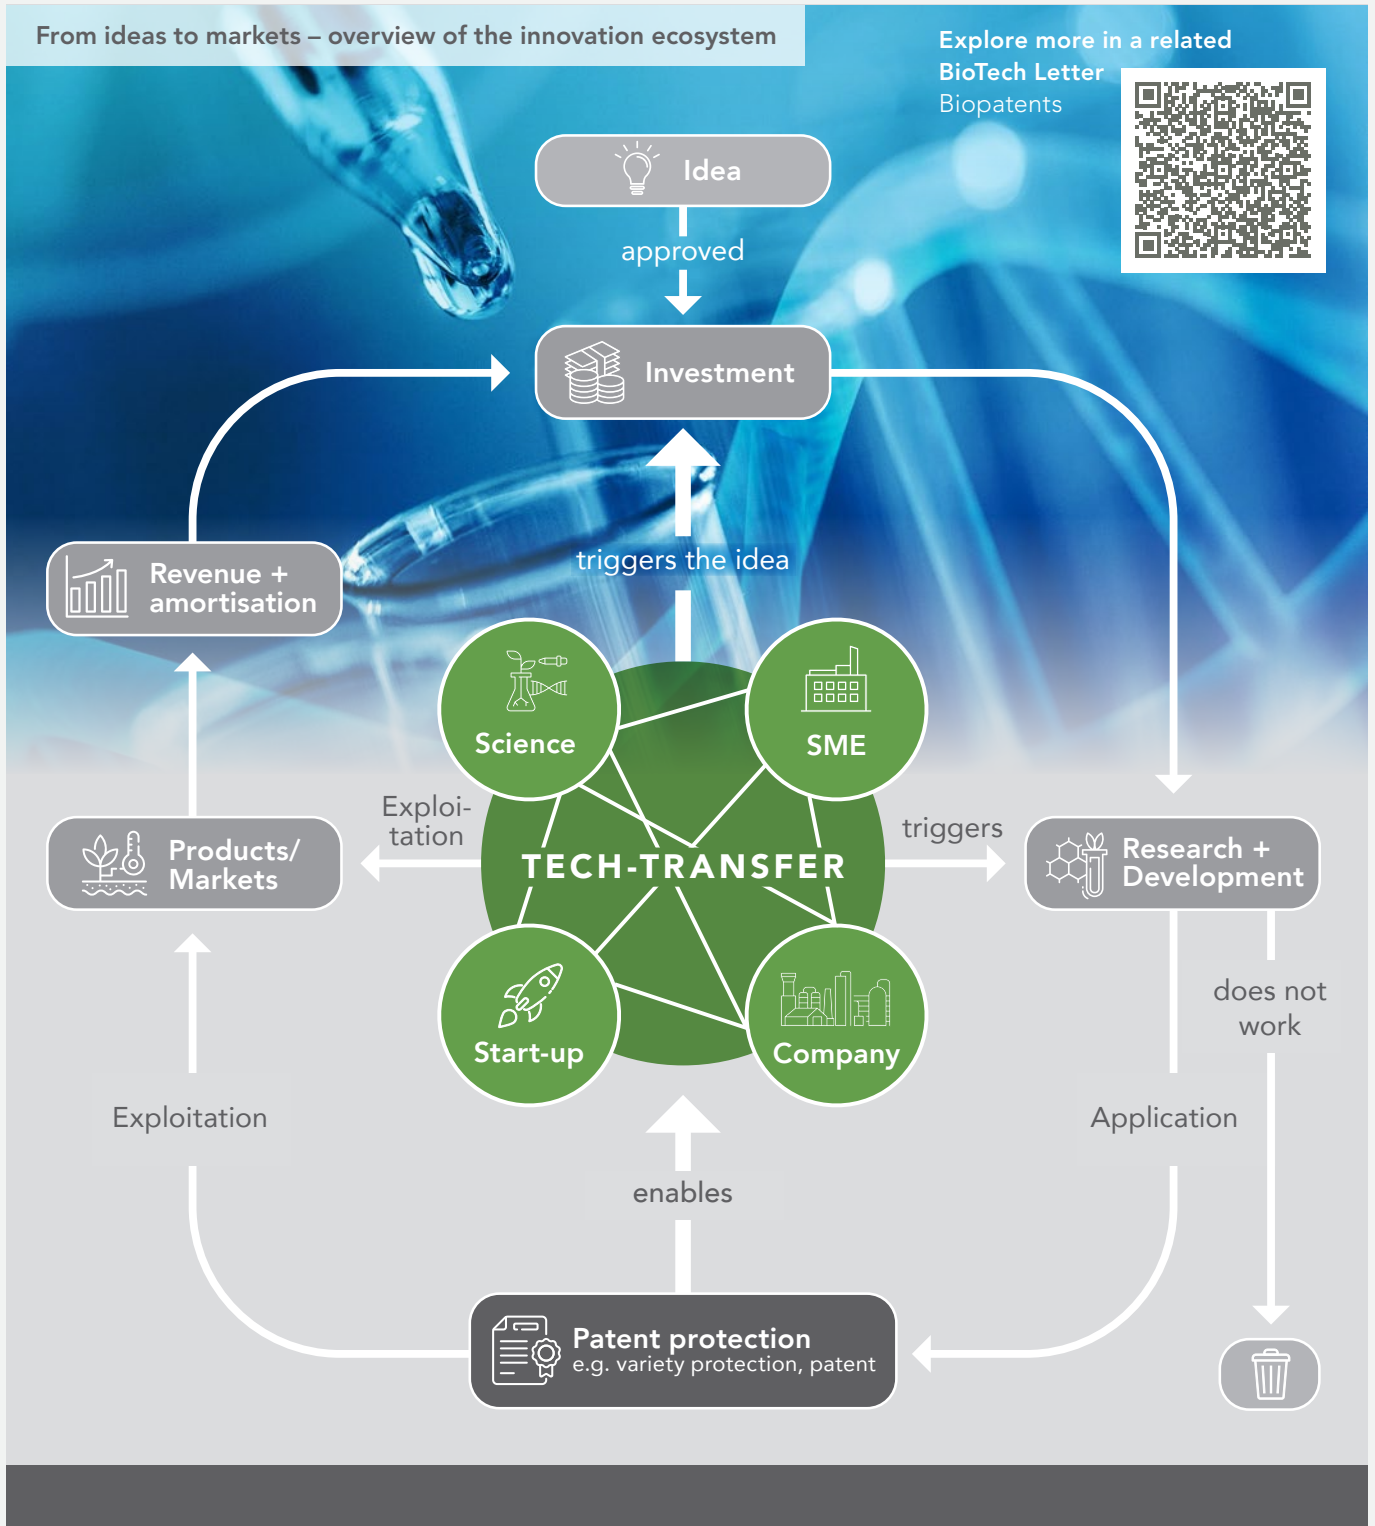 From ideas to markets – overview of the innovation ecosystem
Explore more in a related
BioTech Letter
Biopatents
Idea
approved
Investment
triggers the idea
Revenue +
amortisation
Science
SME
Exploi-
tation
triggers
Products/
Markets
TECH-TRANSFER
Research +
Development
does not
work
Start-up
Company
Exploitation
Application
enables
Patent protection
e.g. variety protection, patent